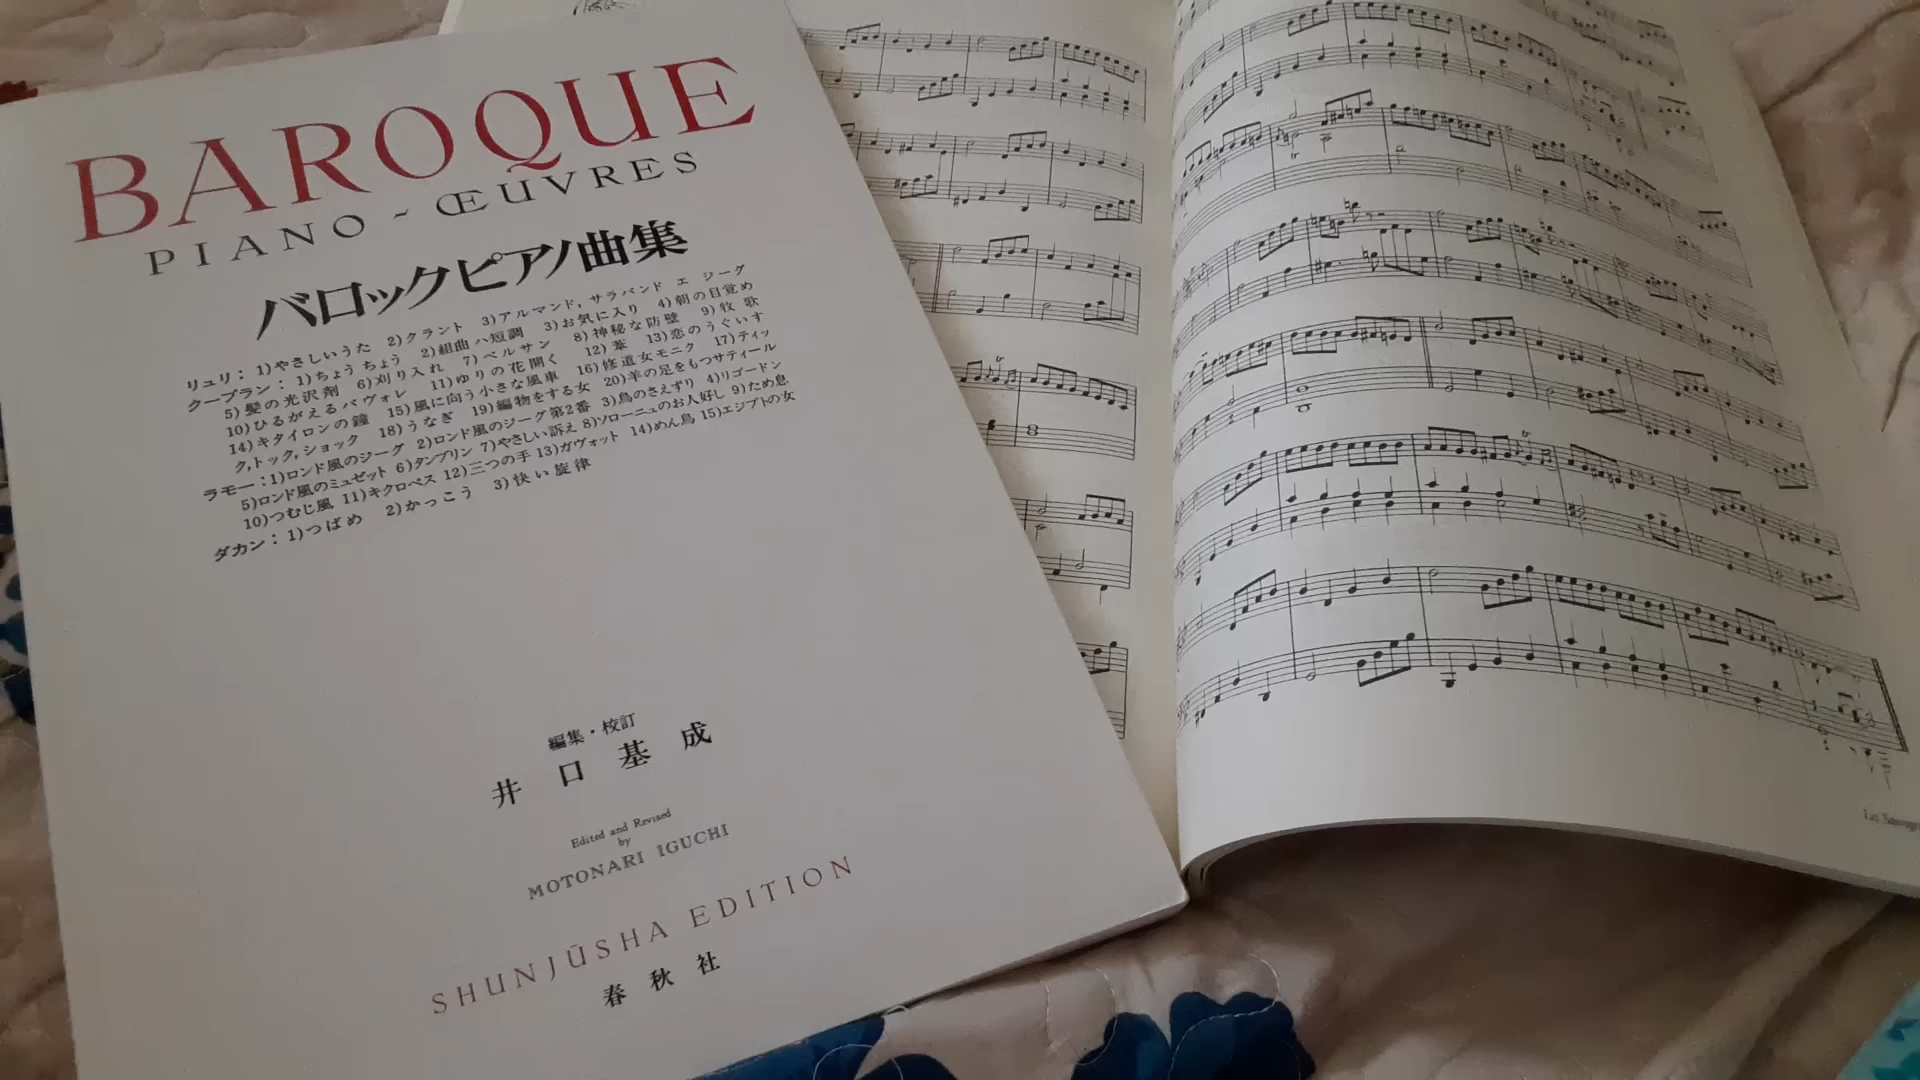 BAROQUE
PIANO - ŒUVRES
バロックピアノ曲集
リュリ： 1)やさしいうた 2)クラント 3)アルマンド, サラバンド エ ジーグ
クープラン： 1)ちょう ちょう 2)組曲ハ短調 3)お気に入り 4)朝の目覚め
5)髪の光沢剤 6)刈り入れ 7)ベルサン 8)神秘な防壁 9)牧歌
10)ひるがえるバヴォレ 11)ゆりの花開く 12)葦 13)恋のうぐいす
14)キタイロンの鐘 15)風に向う小さな風車 16)修道女モニク 17)ティッ
ク,トック,ショック 18)うなぎ 19)編物をする女 20)羊の足をもつサティール
ラモー：1)ロンド風のジーグ 2)ロンド風のジーグ第2番 3)鳥のさえずり 4)リゴードン
5)ロンド風のミュゼット 6)タンブリン 7)やさしい訴え 8)ソローニュのお人好し 9)ため息
10)つむじ風 11)キクロペス 12)三つの手 13)ガヴォット 14)めん鳥 15)エジプトの女
ダカン：1)つばめ 2)かっこう 3)快い旋律
編集・校訂
井口基成
Edited and Revised
by
MOTONARI IGUCHI
SHUNJŪSHA EDITION
春秋社
Les